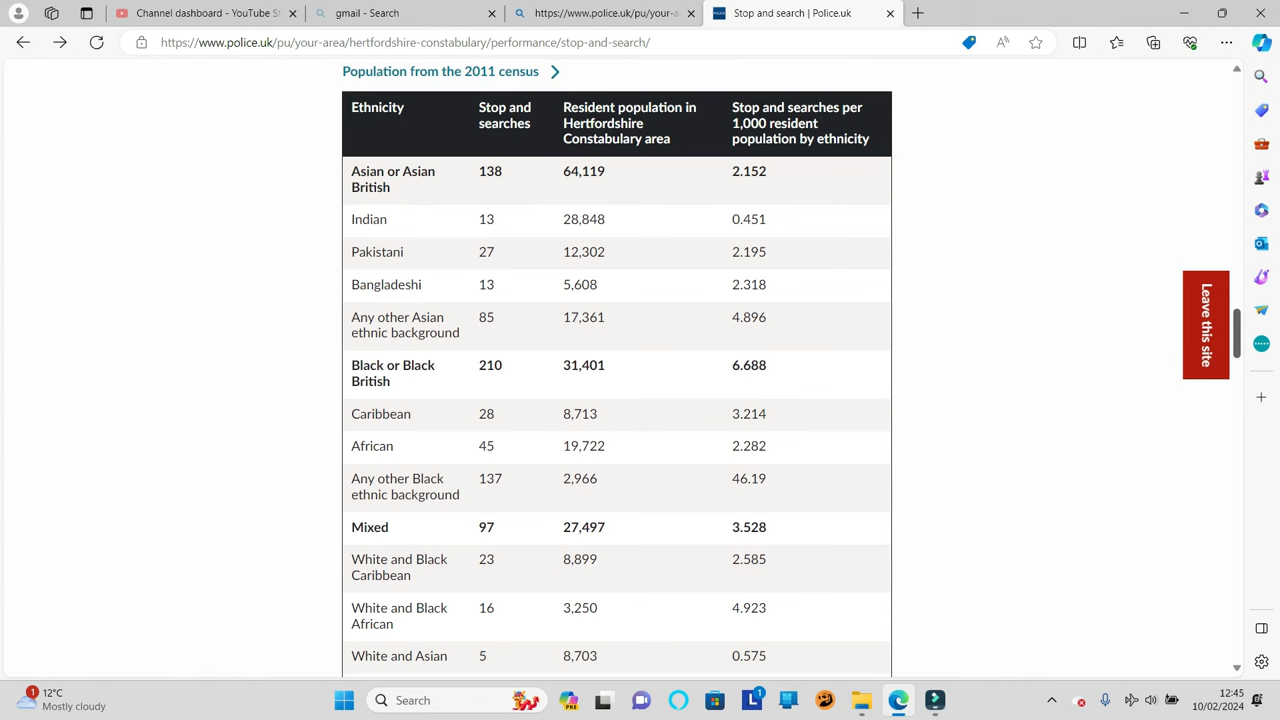 Channel dashboard - YouTube S
gmail - Search
https://www.police.uk/pu/your-a
Stop and search | Police.uk
https://www.police.uk/pu/your-area/hertfordshire-constabulary/performance/stop-and-search/
Population from the 2011 census
Ethnicity
Stop and
searches
Resident population in
Hertfordshire
Constabulary area
Stop and searches per
1,000 resident
population by ethnicity
Asian or Asian
British
138
64,119
2.152
Indian
13
28,848
0.451
Pakistani
27
12,302
2.195
Bangladeshi
13
5,608
2.318
Any other Asian
ethnic background
85
17,361
4.896
Black or Black
British
210
31,401
6.688
Caribbean
28
8,713
3.214
African
45
19,722
2.282
Any other Black
ethnic background
137
2,966
46.19
Mixed
97
27,497
3.528
White and Black
Caribbean
23
8,899
2.585
White and Black
African
16
3,250
4.923
White and Asian
5
8,703
0.575
Leave this site
1
12°C
Mostly cloudy
Search
PRE
L
1
12:45
10/02/2024